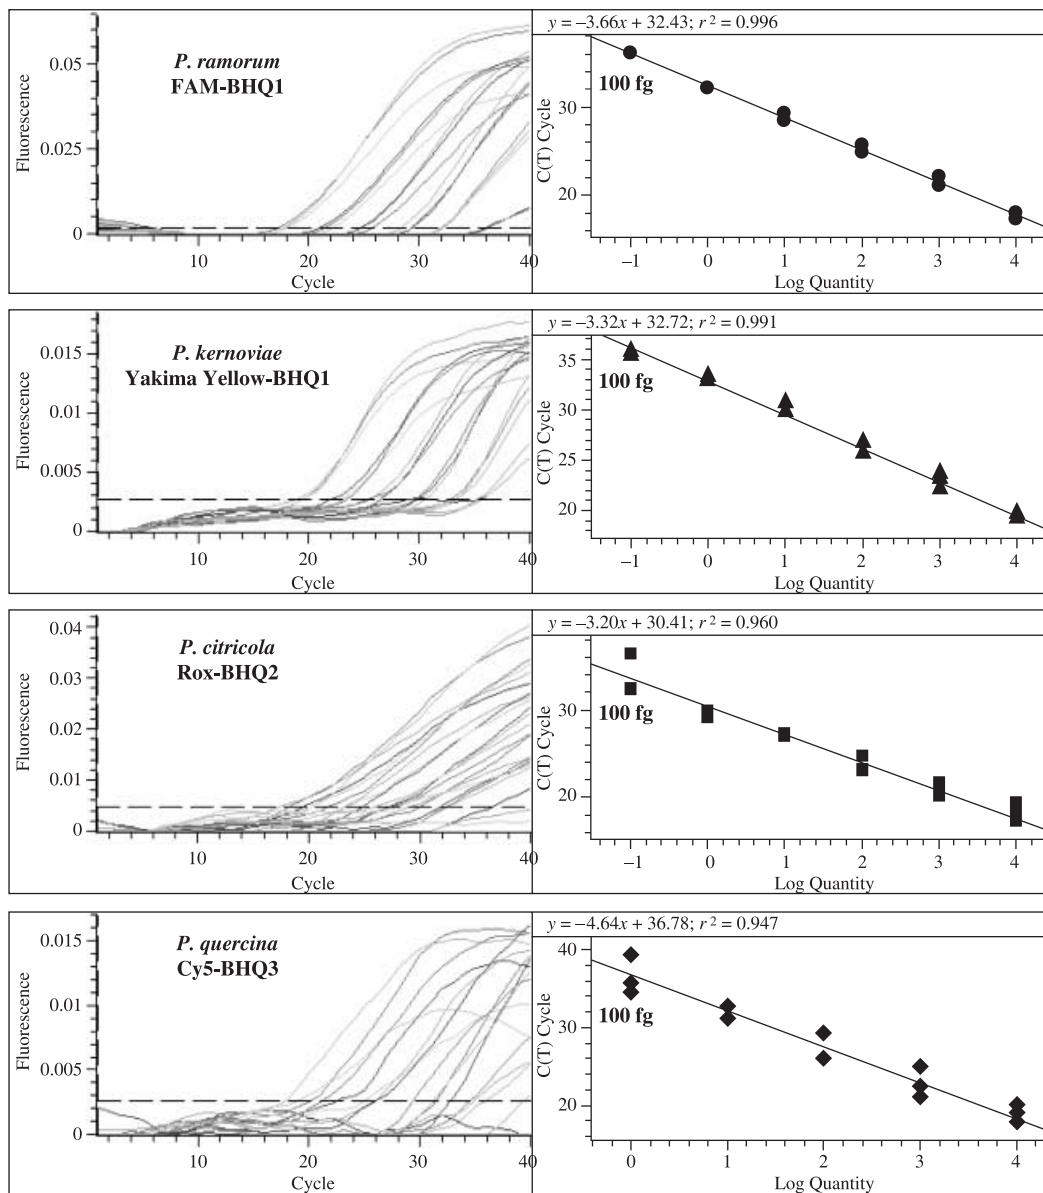 P. ramorum
FAM-BHQ1
Fluorescence
0.05
0.025
0
10
20
30
40
Cycle
y = –3.66x + 32.43; r² = 0.996
100 fg
C(T) Cycle
30
20
–1
0
1
2
3
4
Log Quantity
P. kernoviae
Yakima Yellow-BHQ1
Fluorescence
0.015
0.01
0.005
0
10
20
30
40
Cycle
y = –3.32x + 32.72; r² = 0.991
100 fg
C(T) Cycle
35
30
25
20
–1
0
1
2
3
4
Log Quantity
P. citricola
Rox-BHQ2
Fluorescence
0.04
0.03
0.02
0.01
0
10
20
30
40
Cycle
y = –3.20x + 30.41; r² = 0.960
100 fg
C(T) Cycle
30
20
–1
0
1
2
3
4
Log Quantity
P. quercina
Cy5-BHQ3
Fluorescence
0.015
0.01
0.005
0
10
20
30
40
Cycle
y = –4.64x + 36.78; r² = 0.947
100 fg
C(T) Cycle
40
30
20
0
1
2
3
4
Log Quantity